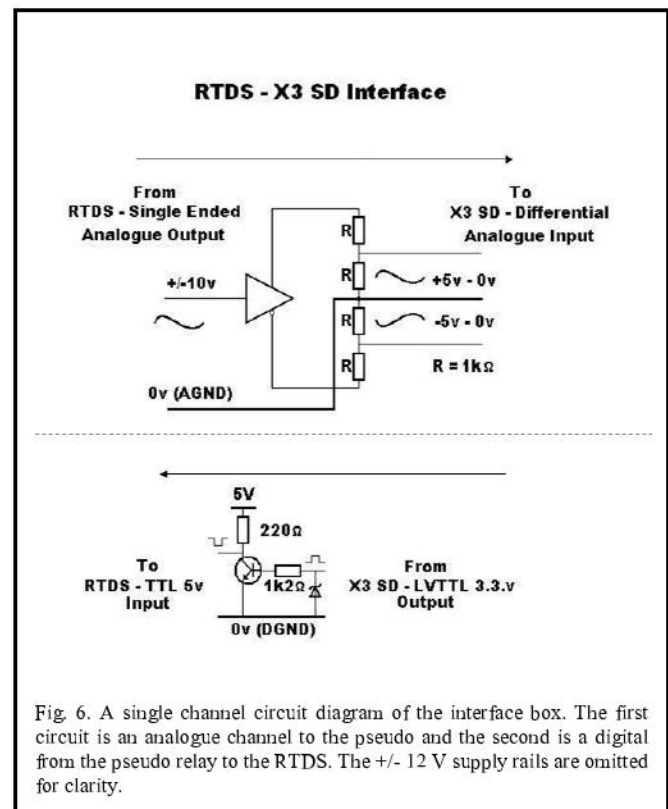 RTDS - X3 SD Interface
From
RTDS - Single Ended
Analogue Output
To
X3 SD - Differential
Analogue Input
+/-10v
R
R
R
R
+5v - 0v
-5v - 0v
R = 1kΩ
0v (AGND)
5V
220Ω
To
RTDS - TTL 5v
Input
1k2Ω
From
X3 SD - LVTTL 3.3.v
Output
0v (DGND)
Fig. 6. A single channel circuit diagram of the interface box. The first
circuit is an analogue channel to the pseudo and the second is a digital
from the pseudo relay to the RTDS. The +/- 12 V supply rails are omitted
for clarity.